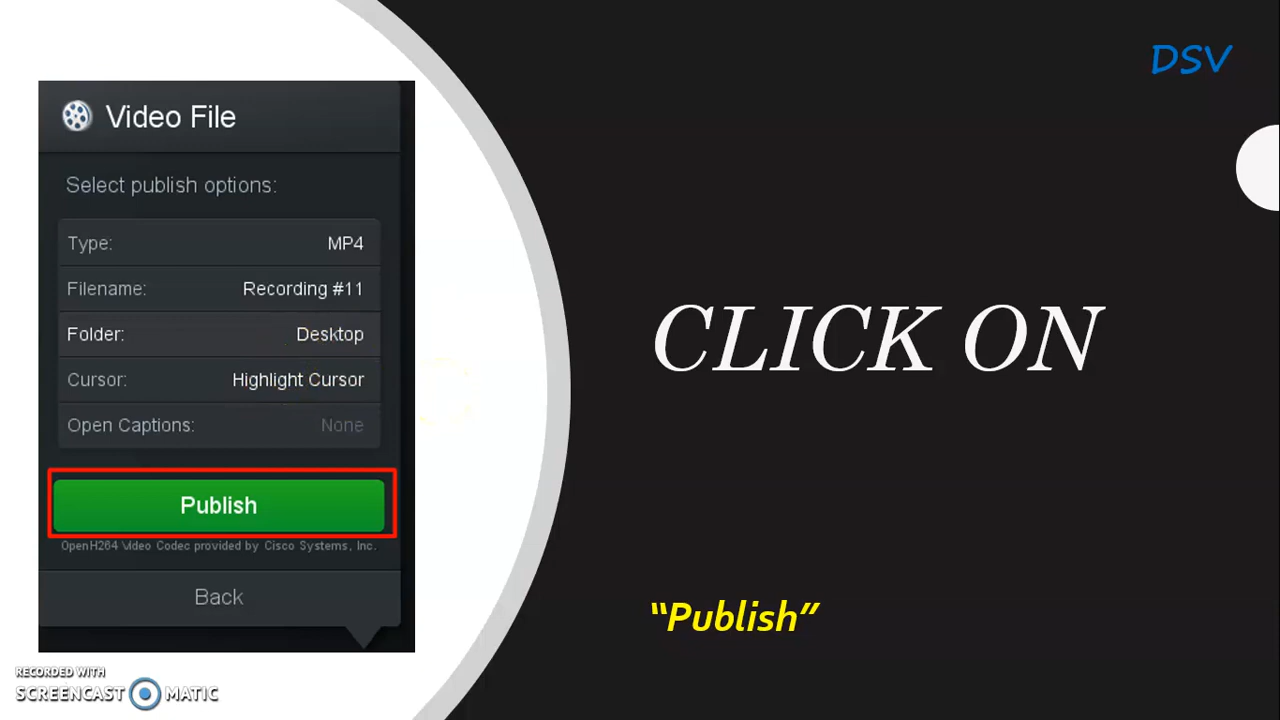 DSV
Video File
Select publish options:
Type: MP4
Filename: Recording #11
Folder: Desktop
Cursor: Highlight Cursor
Open Captions: None
Publish
OpenH264 Video Codec provided by Cisco Systems, Inc.
Back
CLICK ON
“Publish”
RECORDED WITH
SCREENCAST MATIC